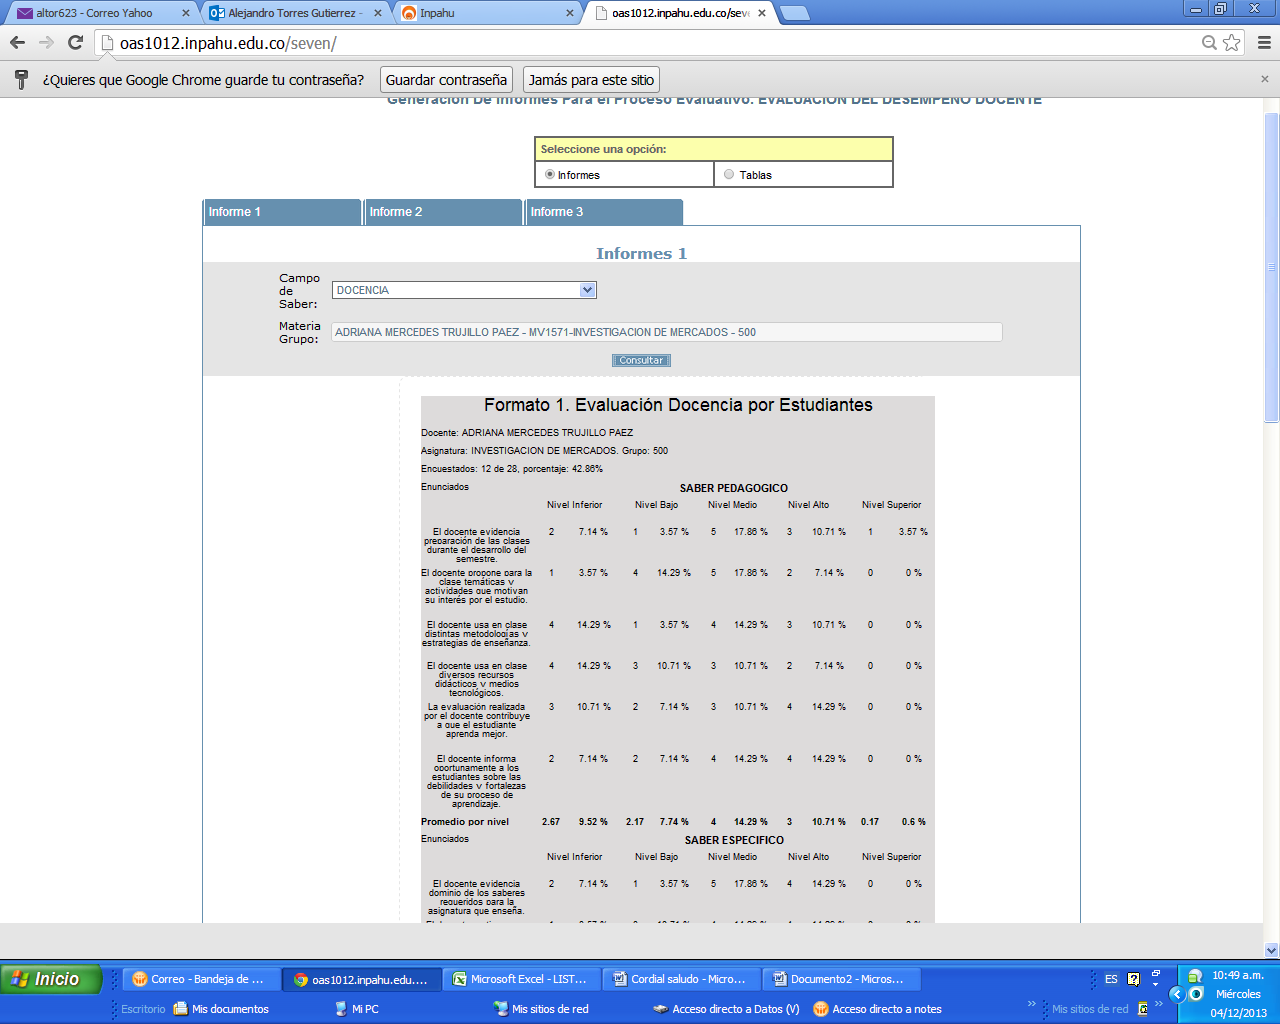 altor623 - Correo Yahoo
Alejandro Torres Gutierrez -
Inpahu
oas1012.inpahu.edu.co/seve
oas1012.inpahu.edu.co/seven/
¿Quieres que Google Chrome guarde tu contraseña? Guardar contraseña Jamás para este sitio
Generación De Informes Para el Proceso Evaluativo: EVALUACIÓN DEL DESEMPEÑO DOCENTE
Seleccione una opción:
Informes Tablas
Informe 1 Informe 2 Informe 3
Informes 1
Campo de Saber: DOCENCIA
Materia Grupo: ADRIANA MERCEDES TRUJILLO PAEZ - MV1571-INVESTIGACION DE MERCADOS - 500
Consultar
Formato 1. Evaluación Docencia por Estudiantes
Docente: ADRIANA MERCEDES TRUJILLO PAEZ
Asignatura: INVESTIGACION DE MERCADOS. Grupo: 500
Encuestados: 12 de 28, porcentaje: 42.86%
Enunciados SABER PEDAGOGICO
Nivel Inferior Nivel Bajo Nivel Medio Nivel Alto Nivel Superior
El docente evidencia 2 7.14 % 1 3.57 % 5 17.86 % 3 10.71 % 1 3.57 %
preparación de las clases
durante el desarrollo del
semestre.
El docente propone para la 1 3.57 % 4 14.29 % 5 17.86 % 2 7.14 % 0 0 %
clase temáticas y
actividades que motivan
su interés por el estudio.
El docente usa en clase 4 14.29 % 1 3.57 % 4 14.29 % 3 10.71 % 0 0 %
distintas metodologías y
estrategias de enseñanza.
El docente usa en clase 4 14.29 % 3 10.71 % 3 10.71 % 2 7.14 % 0 0 %
diversos recursos
didácticos y medios
tecnológicos.
La evaluación realizada 3 10.71 % 2 7.14 % 3 10.71 % 4 14.29 % 0 0 %
por el docente contribuye
a que el estudiante
aprenda mejor.
El docente informa 2 7.14 % 2 7.14 % 4 14.29 % 4 14.29 % 0 0 %
oportunamente a los
estudiantes sobre las
debilidades y fortalezas
de su proceso de
aprendizaje.
Promedio por nivel 2.67 9.52 % 2.17 7.74 % 4 14.29 % 3 10.71 % 0.17 0.6 %
Enunciados SABER ESPECIFICO
Nivel Inferior Nivel Bajo Nivel Medio Nivel Alto Nivel Superior
El docente evidencia 2 7.14 % 1 3.57 % 5 17.86 % 4 14.29 % 0 0 %
dominio de los saberes
requeridos para la
asignatura que enseña.
Inicio
Correo - Bandeja de ...
oas1012.inpahu.edu....
Microsoft Excel - LIST...
Cordial saludo - Micro...
Documento2 - Micros...
ES
10:49 a.m.
Miércoles
04/12/2013
Escritorio Mis documentos Mi PC Mis sitios de red Acceso directo a Datos (V) Acceso directo a notes Mis sitios de red